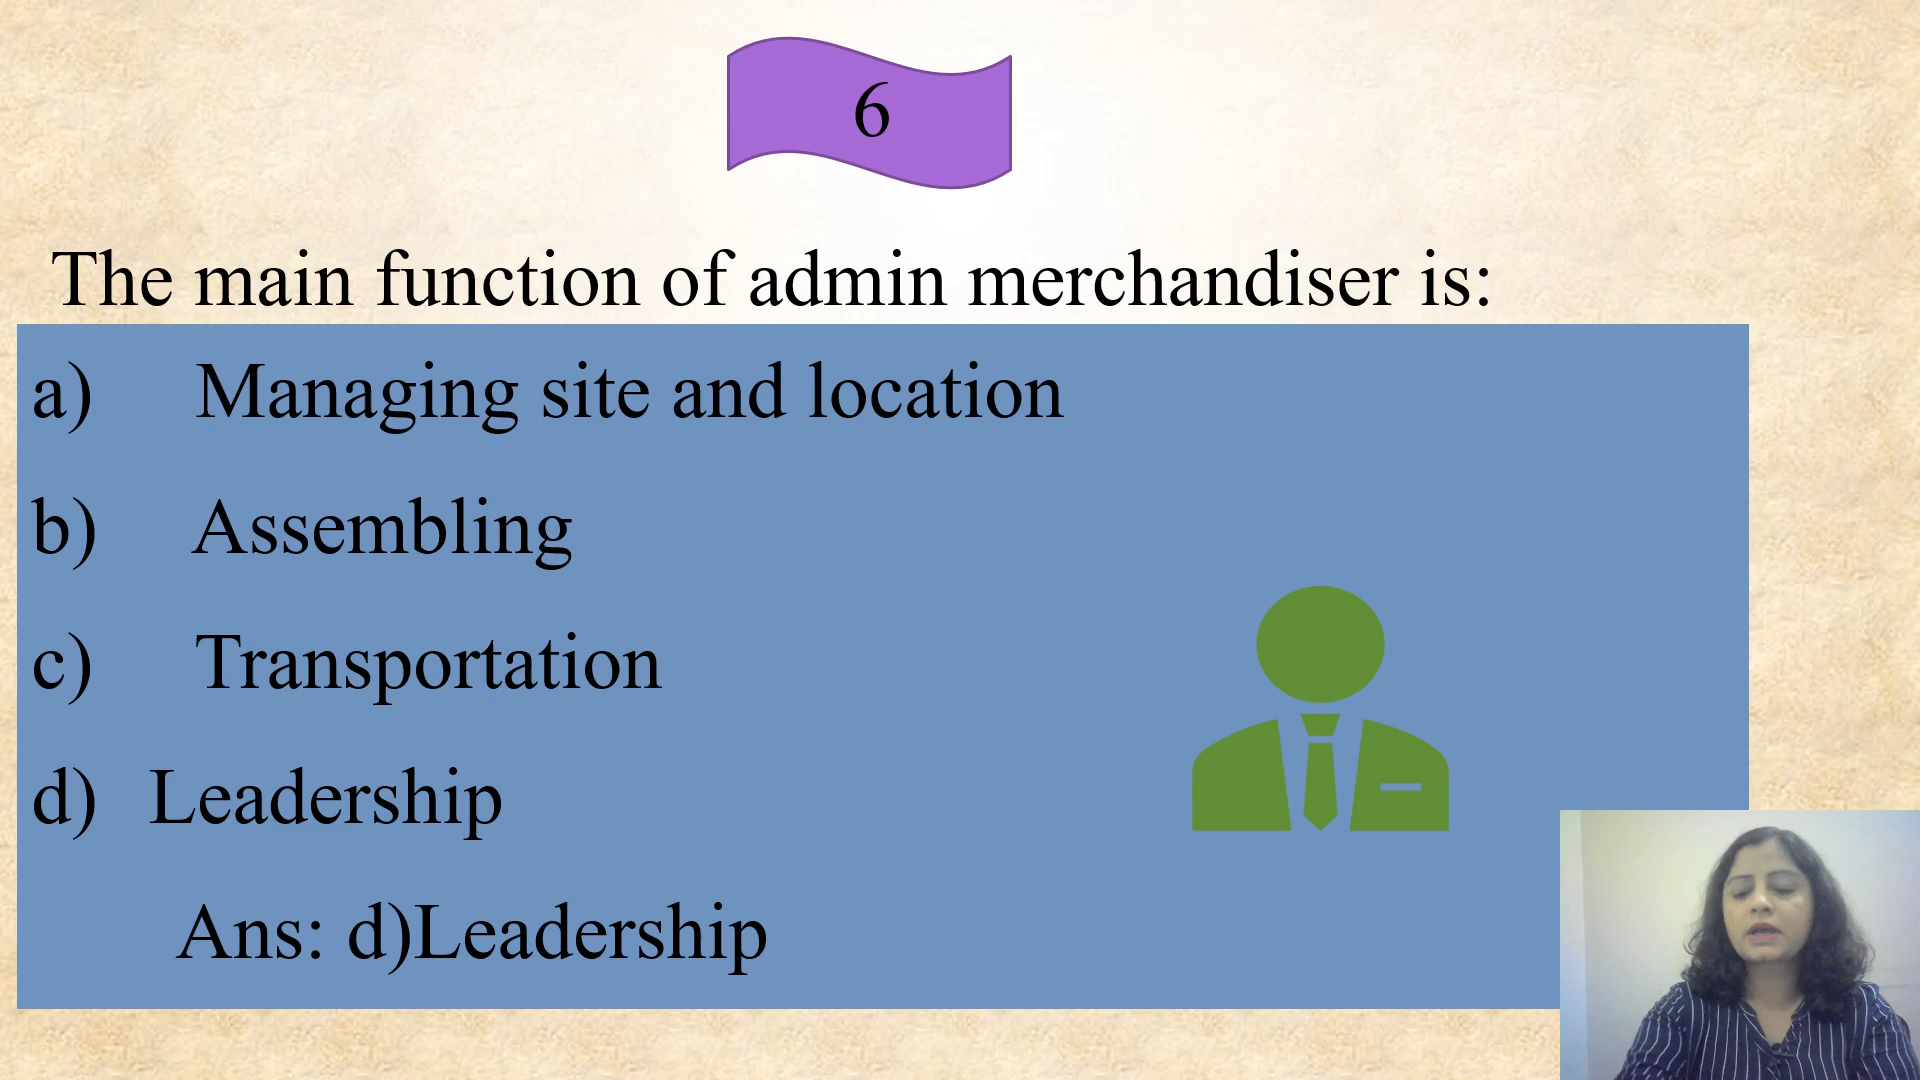 6
The main function of admin merchandiser is:
a) Managing site and location
b) Assembling
c) Transportation
d) Leadership
Ans: d)Leadership